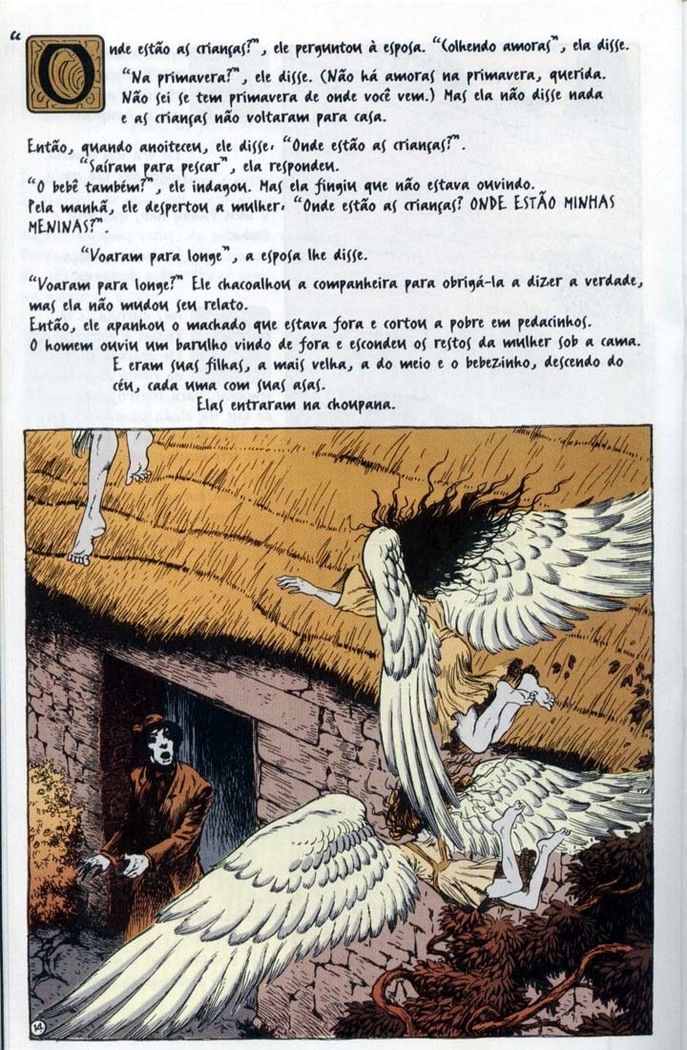 “Onde estão as crianças?”, ele perguntou à esposa. “Colhendo amoras”, ela disse.
“Na primavera?”, ele disse. (Não há amoras na primavera, querida.
Não sei se tem primavera de onde você vem.) Mas ela não disse nada
e as crianças não voltaram para casa.
Então, quando anoiteceu, ele disse: “Onde estão as crianças?”.
“Saíram para pescar”, ela respondeu.
“O bebê também?”, ele indagou. Mas ela fingiu que não estava ouvindo.
Pela manhã, ele despertou a mulher: “Onde estão as crianças? ONDE ESTÃO MINHAS
MENINAS?”.
“Voaram para longe”, a esposa lhe disse.
“Voaram para longe?” Ele chacoalhou a companheira para obrigá-la a dizer a verdade,
mas ela não mudou seu relato.
Então, ele apanhou o machado que estava fora e cortou a pobre em pedacinhos.
O homem ouviu um barulho vindo de fora e escondeu os restos da mulher sob a cama.
E eram suas filhas, a mais velha, a do meio e o bebezinho, descendo do
céu, cada uma com suas asas.
Elas entraram na choupana.
14